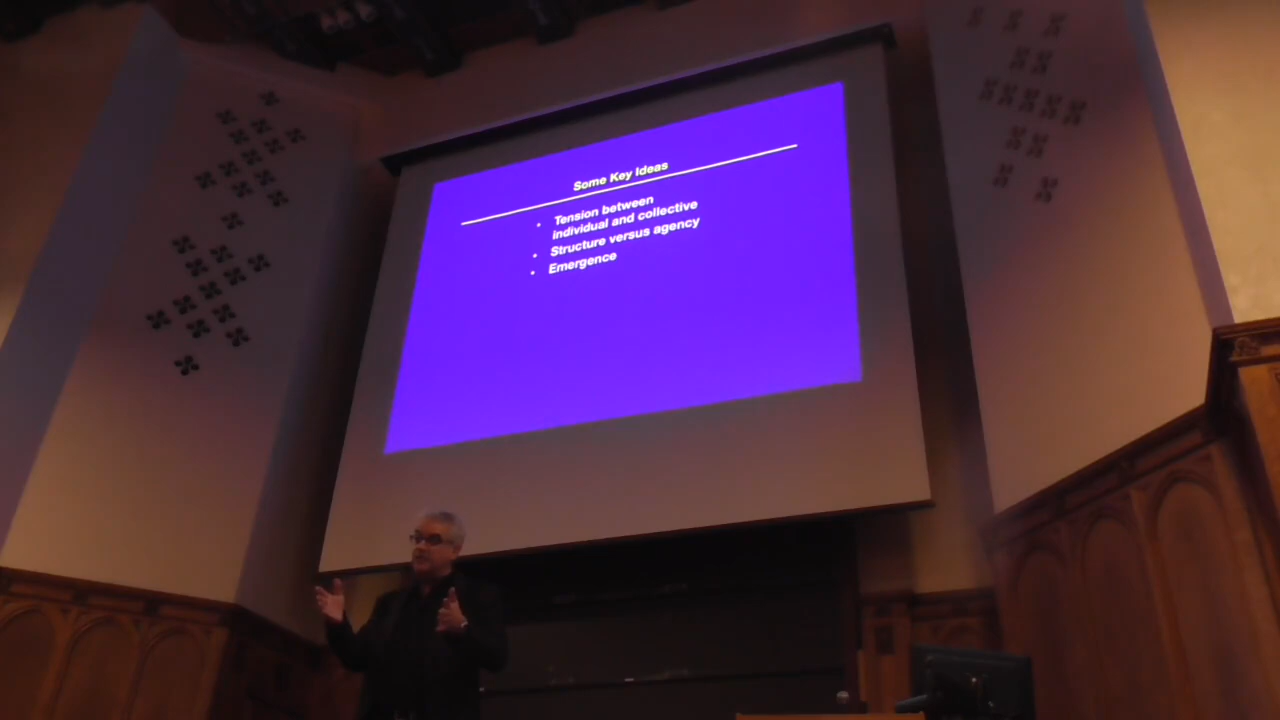 Some Key Ideas
• Tension between
individual and collective
• Structure versus agency
• Emergence